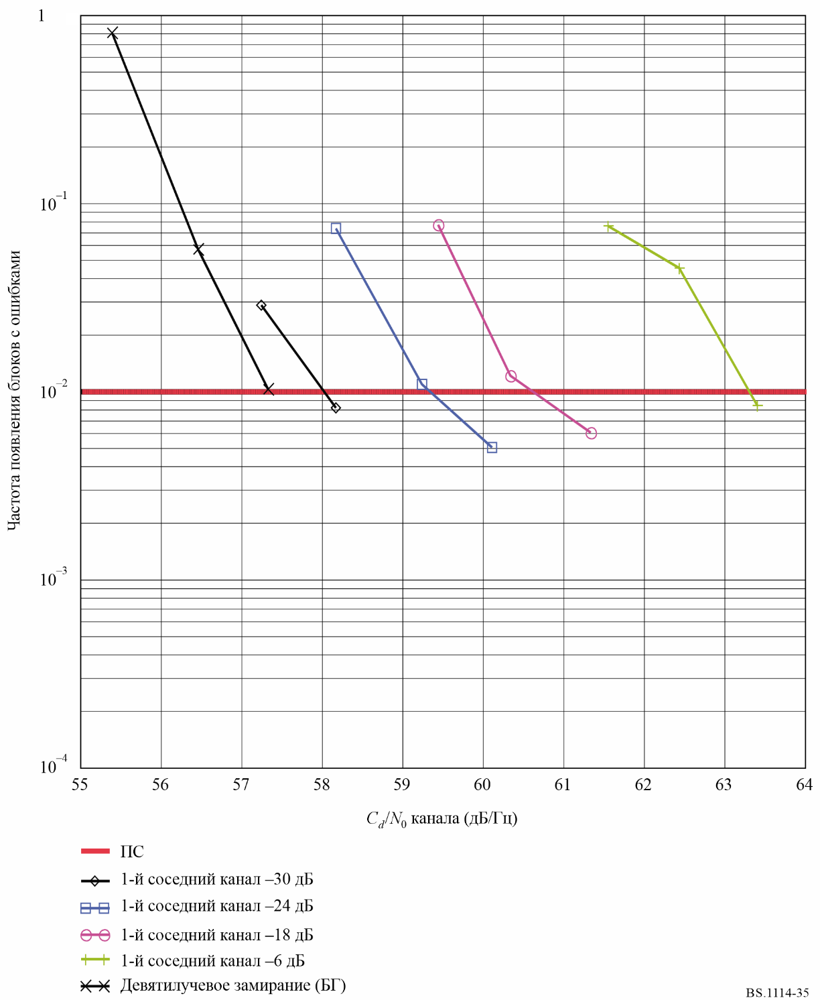 1
10⁻¹
10⁻²
10⁻³
10⁻⁴
Частота появления блоков с ошибками
55 56 57 58 59 60 61 62 63 64
C_d/N₀ канала (дБ/Гц)
ПС
1-й соседний канал –30 дБ
1-й соседний канал –24 дБ
1-й соседний канал –18 дБ
1-й соседний канал –6 дБ
Девятилучевое замирание (БГ)
BS.1114-35